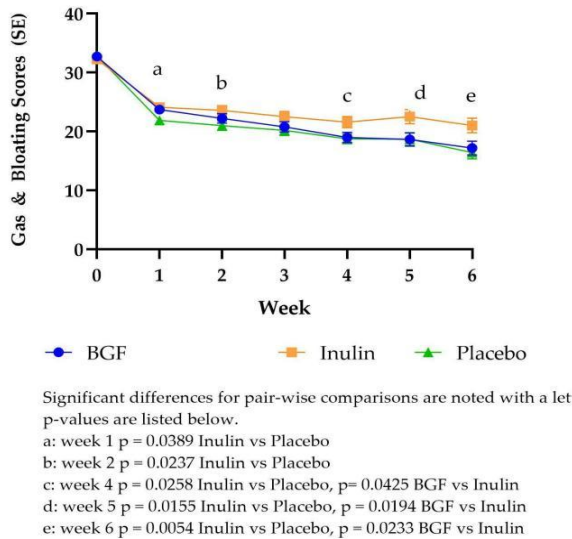 Gas & Bloating Scores (SE)
40
30
20
10
0
a
b
c
d
e
0 1 2 3 4 5 6
Week
BGF Inulin Placebo
Significant differences for pair-wise comparisons are noted with a let
p-values are listed below.
a: week 1 p = 0.0389 Inulin vs Placebo
b: week 2 p = 0.0237 Inulin vs Placebo
c: week 4 p = 0.0258 Inulin vs Placebo, p= 0.0425 BGF vs Inulin
d: week 5 p = 0.0155 Inulin vs Placebo, p = 0.0194 BGF vs Inulin
e: week 6 p = 0.0054 Inulin vs Placebo, p = 0.0233 BGF vs Inulin